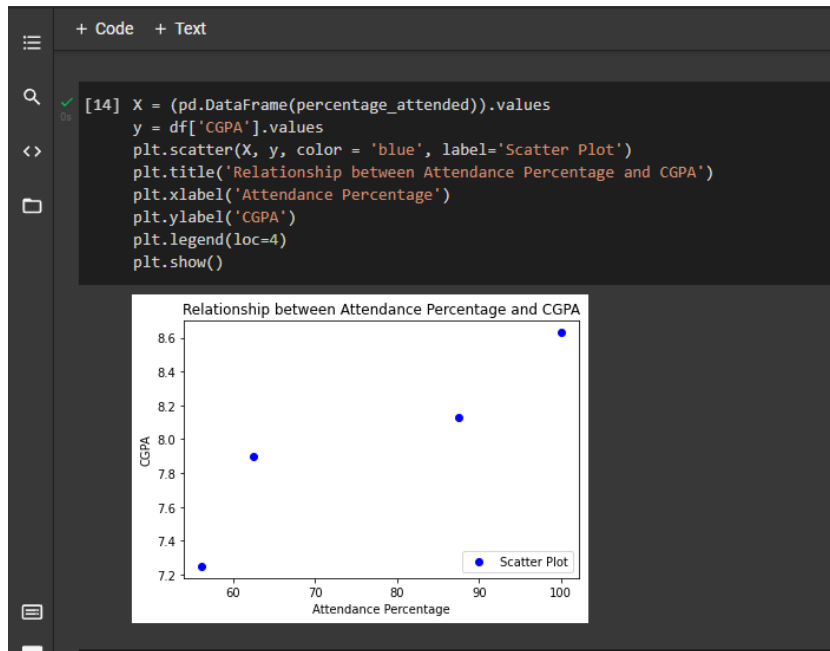 + Code + Text
[14] X = (pd.DataFrame(percentage_attended)).values
0s
y = df['CGPA'].values
plt.scatter(X, y, color = 'blue', label='Scatter Plot')
plt.title('Relationship between Attendance Percentage and CGPA')
plt.xlabel('Attendance Percentage')
plt.ylabel('CGPA')
plt.legend(loc=4)
plt.show()
Relationship between Attendance Percentage and CGPA
8.6
8.4
8.2
8.0
7.8
7.6
7.4
7.2
CGPA
Scatter Plot
60 70 80 90 100
Attendance Percentage